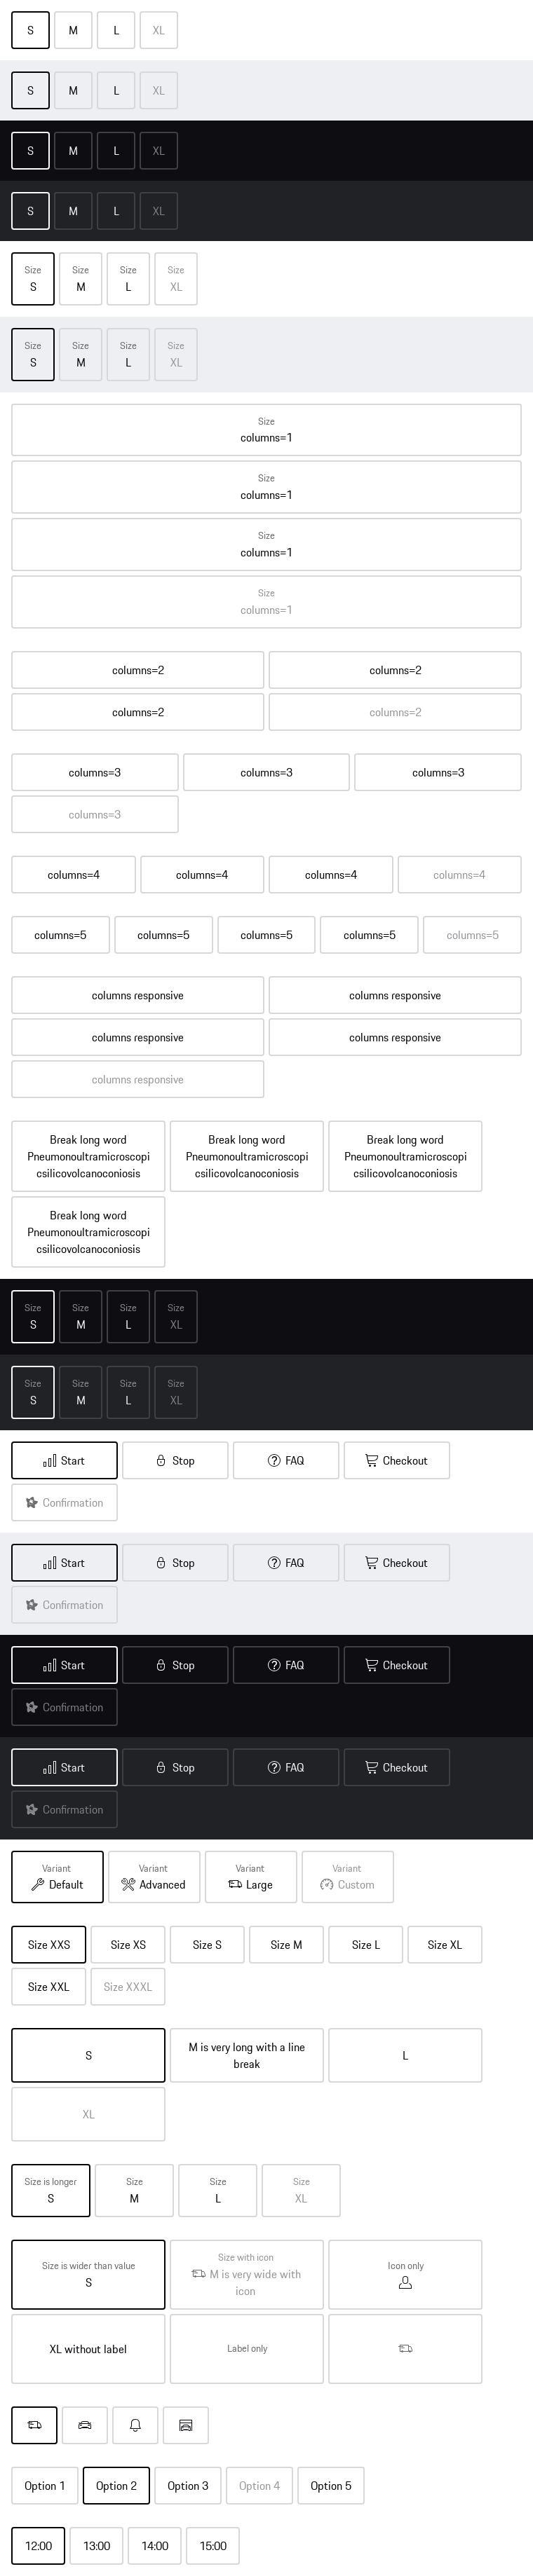 S M L XL
S M L XL
S M L XL
S M L XL
Size Size Size Size
S M L XL
Size Size Size Size
S M L XL
Size
columns=1
Size
columns=1
Size
columns=1
Size
columns=1
columns=2 columns=2
columns=2 columns=2
columns=3 columns=3 columns=3
columns=3
columns=4 columns=4 columns=4 columns=4
columns=5 columns=5 columns=5 columns=5 columns=5
columns responsive columns responsive
columns responsive columns responsive
columns responsive
Break long word Break long word Break long word
Pneumonoultramicroscopi Pneumonoultramicroscopi Pneumonoultramicroscopi
csilicovolcanoconiosis csilicovolcanoconiosis csilicovolcanoconiosis
Break long word
Pneumonoultramicroscopi
csilicovolcanoconiosis
Size Size Size Size
S M L XL
Size Size Size Size
S M L XL
Start Stop FAQ Checkout
Confirmation
Start Stop FAQ Checkout
Confirmation
Start Stop FAQ Checkout
Confirmation
Start Stop FAQ Checkout
Confirmation
Variant Variant Variant Variant
Default Advanced Large Custom
Size XXS Size XS Size S Size M Size L Size XL
Size XXL Size XXXL
S M is very long with a line L
break
XL
Size is longer Size Size Size
S M L XL
Size is wider than value Size with icon Icon only
S M is very wide with
icon
XL without label Label only
Option 1 Option 2 Option 3 Option 4 Option 5
12:00 13:00 14:00 15:00